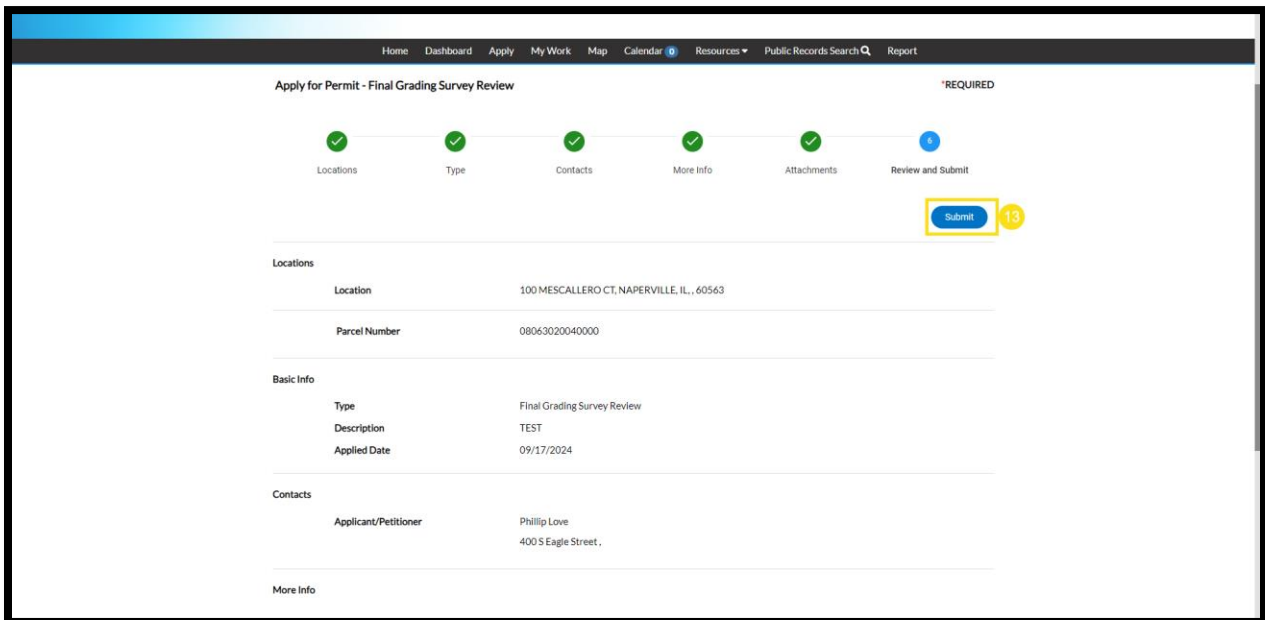 Home Dashboard Apply My Work Map Calendar 0 Resources Public Records Search Report
Apply for Permit - Final Grading Survey Review *REQUIRED
6
Locations Type Contacts More Info Attachments Review and Submit
Submit 13
Locations
Location 100 MESCALLERO CT, NAPERVILLE, IL, , 60563
Parcel Number 08063020040000
Basic Info
Type Final Grading Survey Review
Description TEST
Applied Date 09/17/2024
Contacts
Applicant/Petitioner Phillip Love
400 S Eagle Street ,
More Info